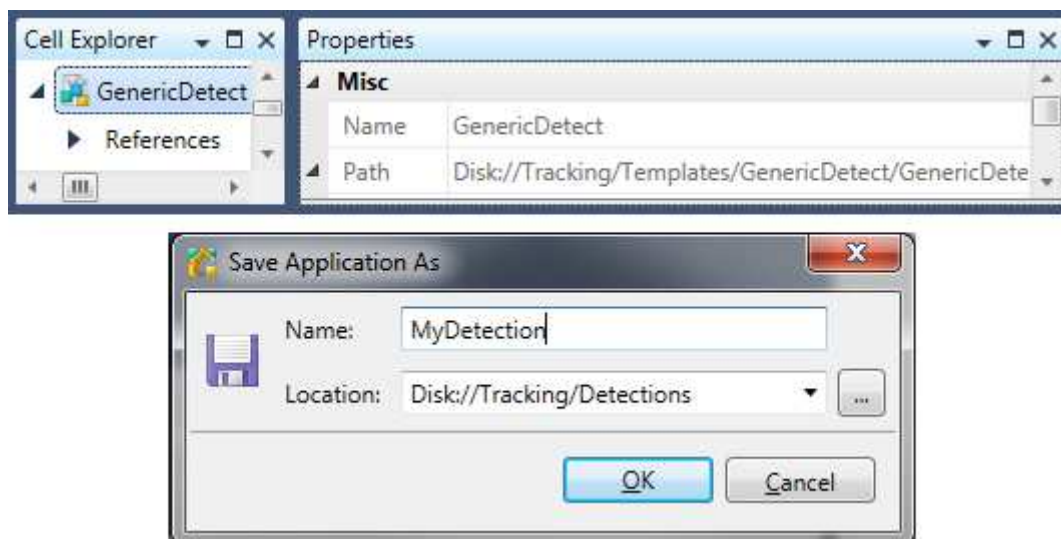 Cell Explorer
Properties
GenericDetect
Misc
References
Name GenericDetect
Path Disk://Tracking/Templates/GenericDetect/GenericDete
Save Application As
Name: MyDetection
Location: Disk://Tracking/Detections
...
OK Cancel